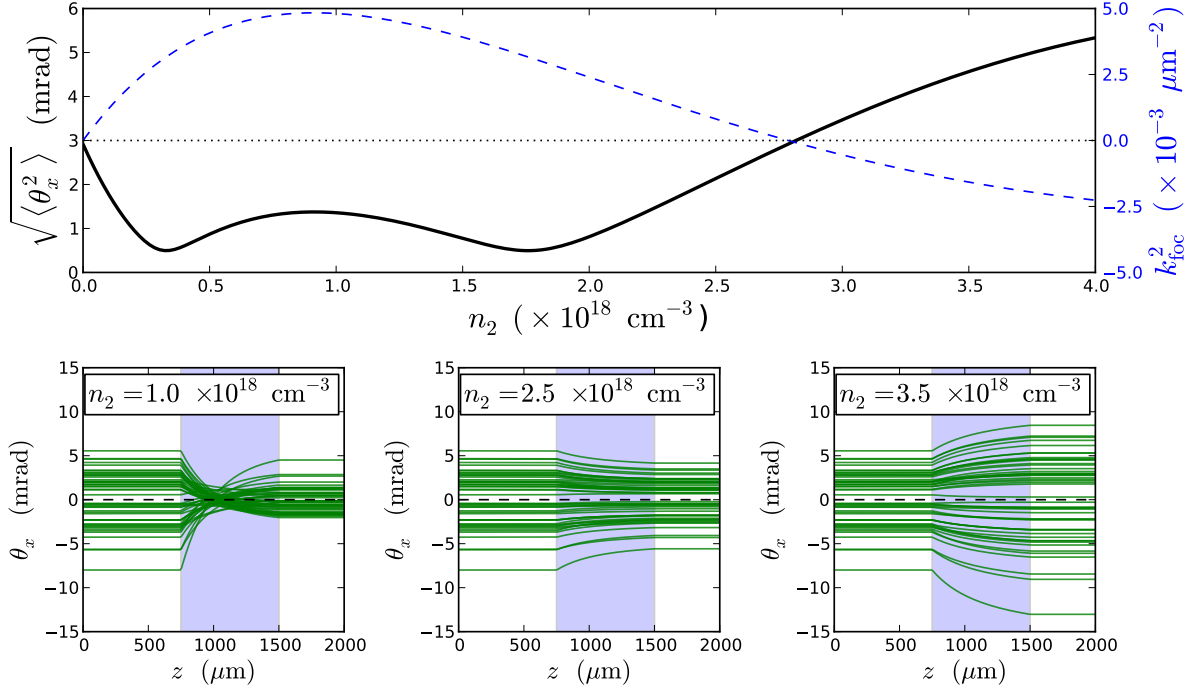 6
5
4
3
2
1
0
√⟨θ_x^2⟩ (mrad)
5.0
2.5
0.0
−2.5
−5.0
k_foc^2 (×10^−3 μm^−2)
0.0 0.5 1.0 1.5 2.0 2.5 3.0 3.5 4.0
n_2 (×10^18 cm^−3)
15
10
5
0
−5
−10
−15
θ_x (mrad)
n_2 = 1.0 ×10^18 cm^−3
0 500 1000 1500 2000
z (μm)
15
10
5
0
−5
−10
−15
θ_x (mrad)
n_2 = 2.5 ×10^18 cm^−3
0 500 1000 1500 2000
z (μm)
15
10
5
0
−5
−10
−15
θ_x (mrad)
n_2 = 3.5 ×10^18 cm^−3
0 500 1000 1500 2000
z (μm)